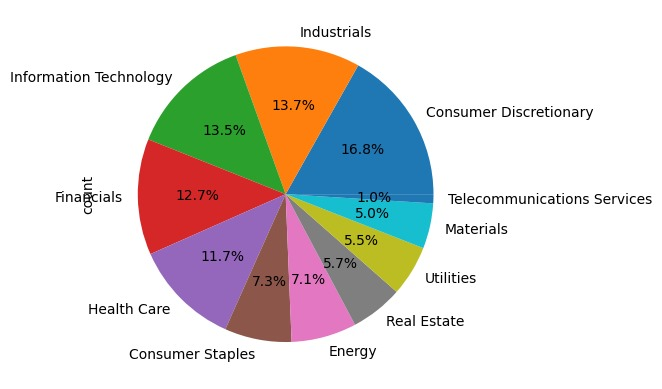 Industrials
Information Technology
Consumer Discretionary
13.7%
13.5%
16.8%
Financials
count
12.7%
1.0%
Telecommunications Services
5.0%
Materials
5.5%
11.7%
5.7%
Utilities
7.3%
7.1%
Health Care
Real Estate
Consumer Staples
Energy